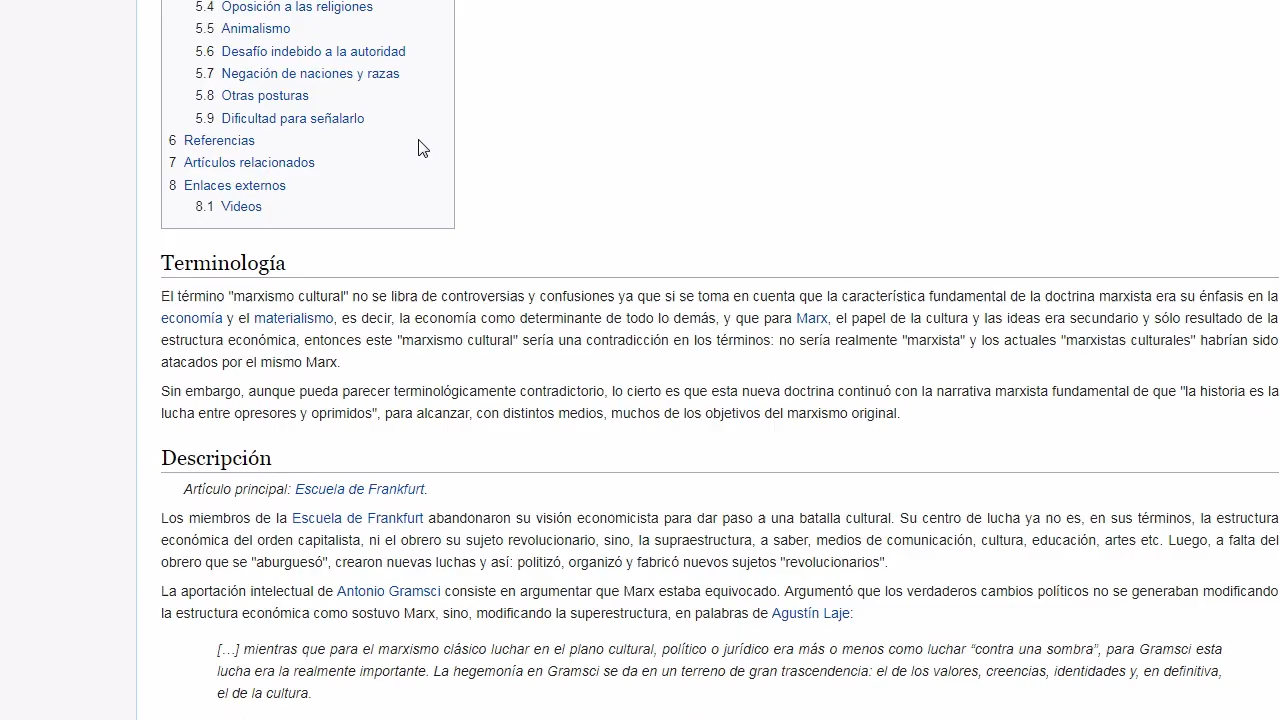 5.4 Oposición a las religiones
5.5 Animalismo
5.6 Desafío indebido a la autoridad
5.7 Negación de naciones y razas
5.8 Otras posturas
5.9 Dificultad para señalarlo
6 Referencias
7 Artículos relacionados
8 Enlaces externos
8.1 Videos
Terminología
El término "marxismo cultural" no se libra de controversias y confusiones ya que si se toma en cuenta que la característica fundamental de la doctrina marxista era su énfasis en la
economía y el materialismo, es decir, la economía como determinante de todo lo demás, y que para Marx, el papel de la cultura y las ideas era secundario y sólo resultado de la
estructura económica, entonces este "marxismo cultural" sería una contradicción en los términos: no sería realmente "marxista" y los actuales "marxistas culturales" habrían sido
atacados por el mismo Marx.
Sin embargo, aunque pueda parecer terminológicamente contradictorio, lo cierto es que esta nueva doctrina continuó con la narrativa marxista fundamental de que "la historia es la
lucha entre opresores y oprimidos", para alcanzar, con distintos medios, muchos de los objetivos del marxismo original.
Descripción
Artículo principal: Escuela de Frankfurt.
Los miembros de la Escuela de Frankfurt abandonaron su visión economicista para dar paso a una batalla cultural. Su centro de lucha ya no es, en sus términos, la estructura
económica del orden capitalista, ni el obrero su sujeto revolucionario, sino, la supraestructura, a saber, medios de comunicación, cultura, educación, artes etc. Luego, a falta del
obrero que se "aburguesó", crearon nuevas luchas y así: politizó, organizó y fabricó nuevos sujetos "revolucionarios".
La aportación intelectual de Antonio Gramsci consiste en argumentar que Marx estaba equivocado. Argumentó que los verdaderos cambios políticos no se generaban modificando
la estructura económica como sostuvo Marx, sino, modificando la superestructura, en palabras de Agustín Laje:
[…] mientras que para el marxismo clásico luchar en el plano cultural, político o jurídico era más o menos como luchar “contra una sombra”, para Gramsci esta
lucha era la realmente importante. La hegemonía en Gramsci se da en un terreno de gran trascendencia: el de los valores, creencias, identidades y, en definitiva,
el de la cultura.